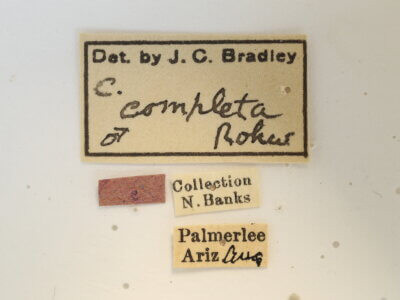 Det. by J. C. Bradley
C.
completa
♂ Rohw
Collection
N. Banks
Palmerlee
Ariz Aug